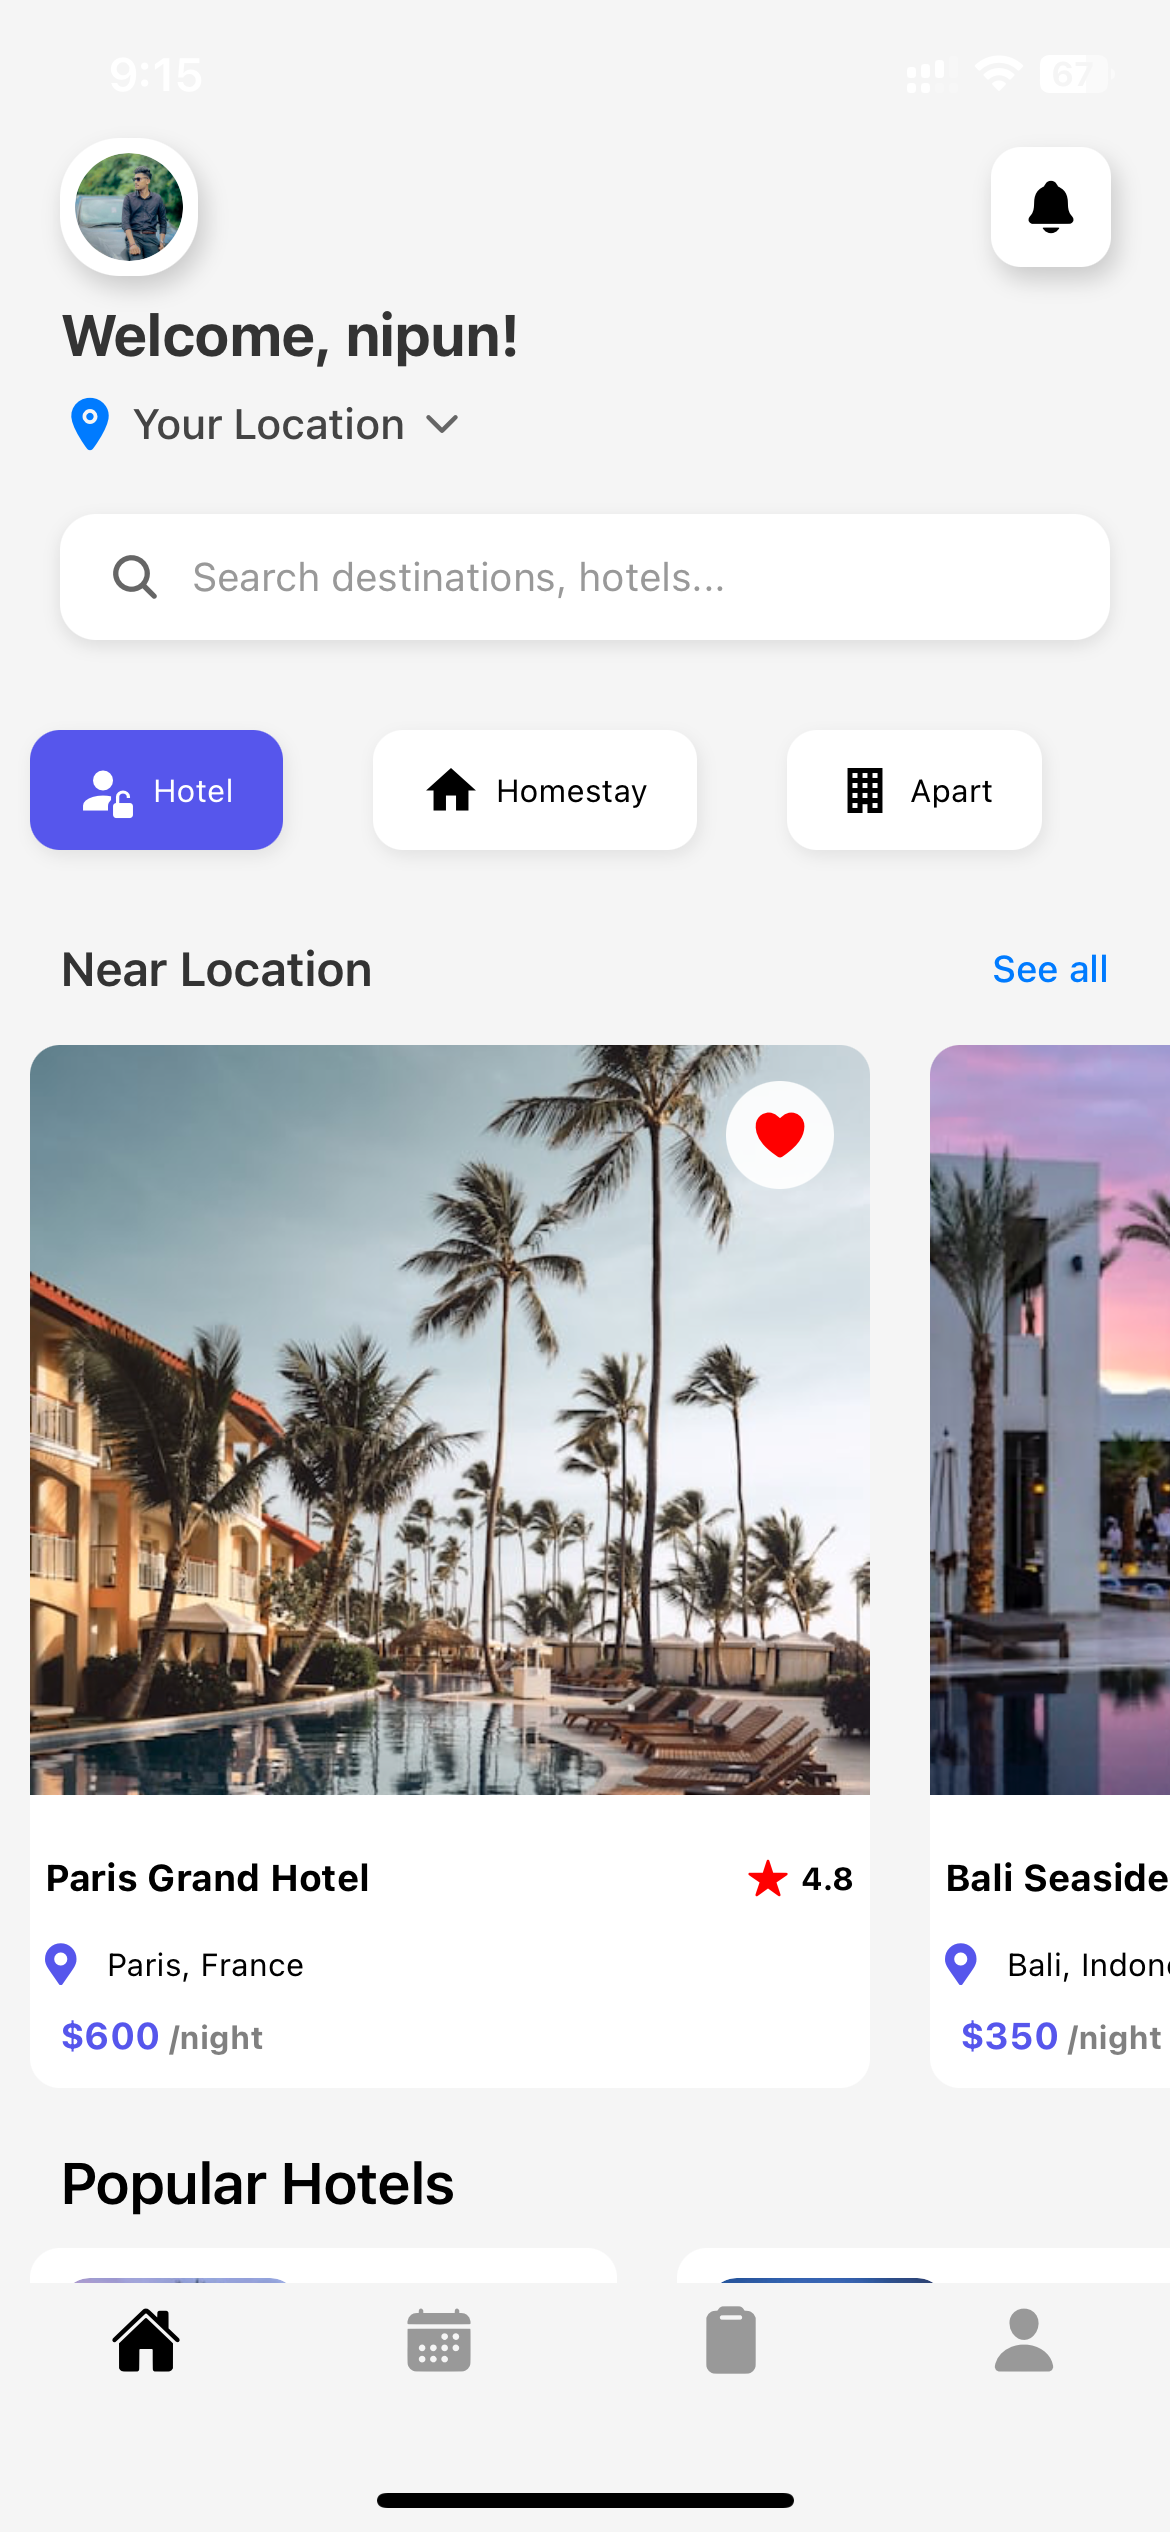 9:15
67
Welcome, nipun!
Your Location
Search destinations, hotels...
Hotel
Homestay
Apart
Near Location
See all
Paris Grand Hotel
4.8
Bali Seaside
Paris, France
Bali, Indon
$600 /night
$350 /night
Popular Hotels